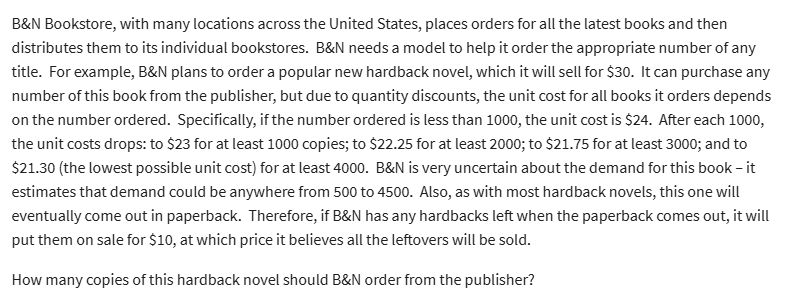 B&N Bookstore, with many locations across the United States, places orders for all the latest books and then
distributes them to its individual bookstores.  B&N needs a model to help it order the appropriate number of any
title.  For example, B&N plans to order a popular new hardback novel, which it will sell for $30.  It can purchase any
number of this book from the publisher, but due to quantity discounts, the unit cost for all books it orders depends
on the number ordered.  Specifically, if the number ordered is less than 1000, the unit cost is $24.  After each 1000,
the unit costs drops: to $23 for at least 1000 copies; to $22.25 for at least 2000; to $21.75 for at least 3000; and to
$21.30 (the lowest possible unit cost) for at least 4000.  B&N is very uncertain about the demand for this book – it
estimates that demand could be anywhere from 500 to 4500.  Also, as with most hardback novels, this one will
eventually come out in paperback.  Therefore, if B&N has any hardbacks left when the paperback comes out, it will
put them on sale for $10, at which price it believes all the leftovers will be sold.
How many copies of this hardback novel should B&N order from the publisher?